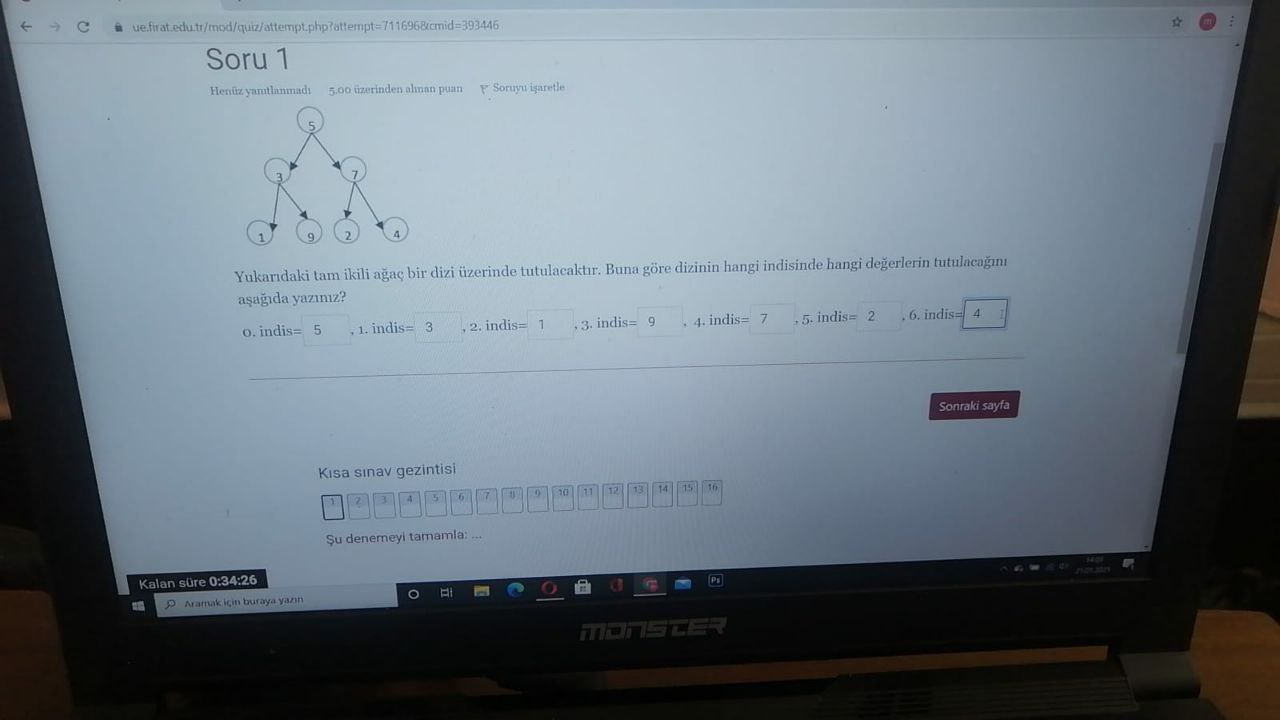 ue.firat.edu.tr/mod/quiz/attempt.php?attempt=711696&cmid=393446
m
Soru 1
Henüz yanıtlanmadı 5,00 üzerinden alınan puan Soruyu işaretle
5
3 7
1 9 2 4
Yukarıdaki tam ikili ağaç bir dizi üzerinde tutulacaktır. Buna göre dizinin hangi indisinde hangi değerlerin tutulacağını
aşağıda yazınız?
0. indis= 5 , 1. indis= 3 , 2. indis= 1 , 3. indis= 9 , 4. indis= 7 , 5. indis= 2 , 6. indis= 4
Sonraki sayfa
Kısa sınav gezintisi
1 2 3 4 5 6 7 8 9 10 11 12 13 14 15 16
Şu denemeyi tamamla: ...
Kalan süre 0:34:26
Aramak için buraya yazın
Ps
MONSTER